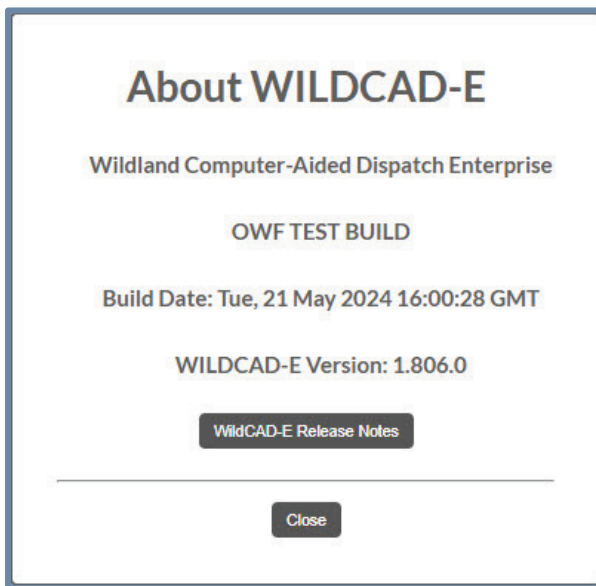 About WILDCAD-E
Wildland Computer-Aided Dispatch Enterprise
OWF TEST BUILD
Build Date: Tue, 21 May 2024 16:00:28 GMT
WILDCAD-E Version: 1.806.0
WildCAD-E Release Notes
Close